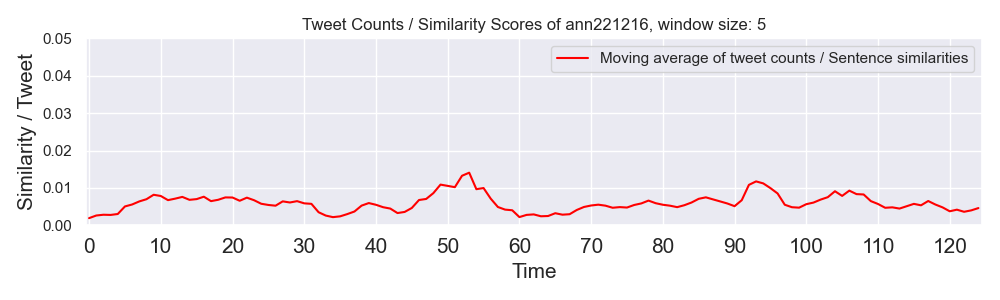 Tweet Counts / Similarity Scores of ann221216, window size: 5
Moving average of tweet counts / Sentence similarities
Similarity / Tweet
0.05
0.04
0.03
0.02
0.01
0.00
0 10 20 30 40 50 60 70 80 90 100 110 120
Time